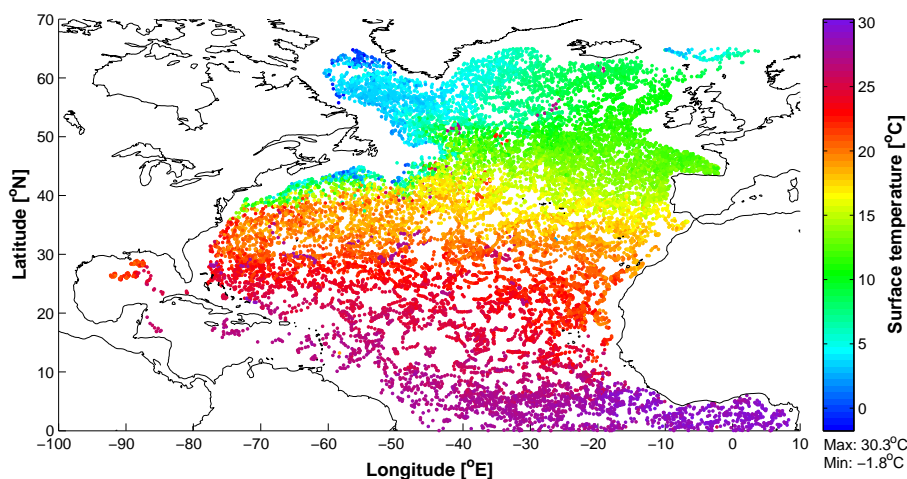 70
60
50
40
30
20
10
0
Latitude [°N]
−100 −90 −80 −70 −60 −50 −40 −30 −20 −10 0 10
Longitude [°E]
30
25
20
15
10
5
0
Surface temperature [°C]
Max: 30.3°C
Min: −1.8°C